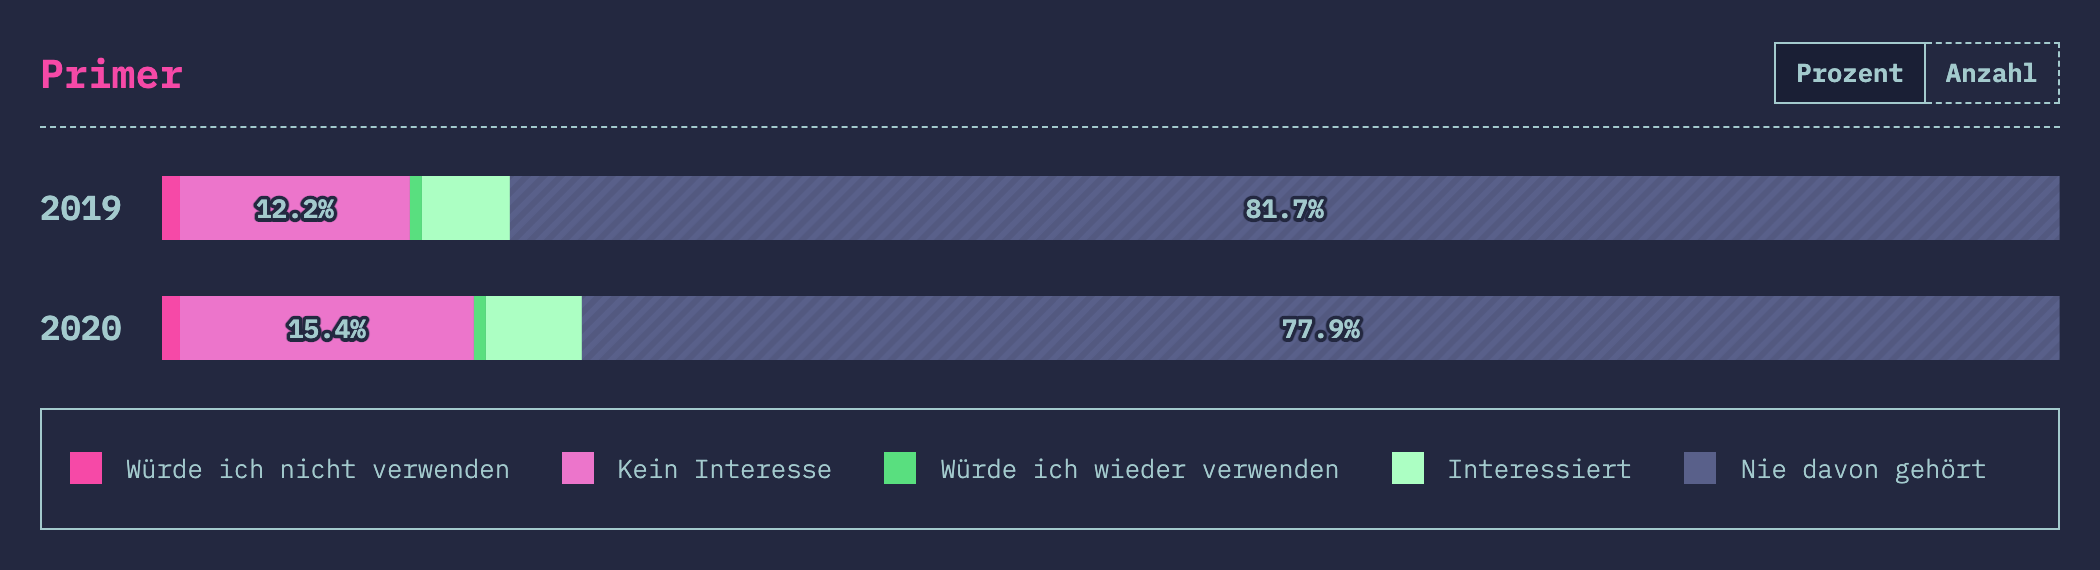 Primer
Prozent Anzahl
2019 12.2% 81.7%
2020 15.4% 77.9%
Würde ich nicht verwenden Kein Interesse Würde ich wieder verwenden Interessiert Nie davon gehört